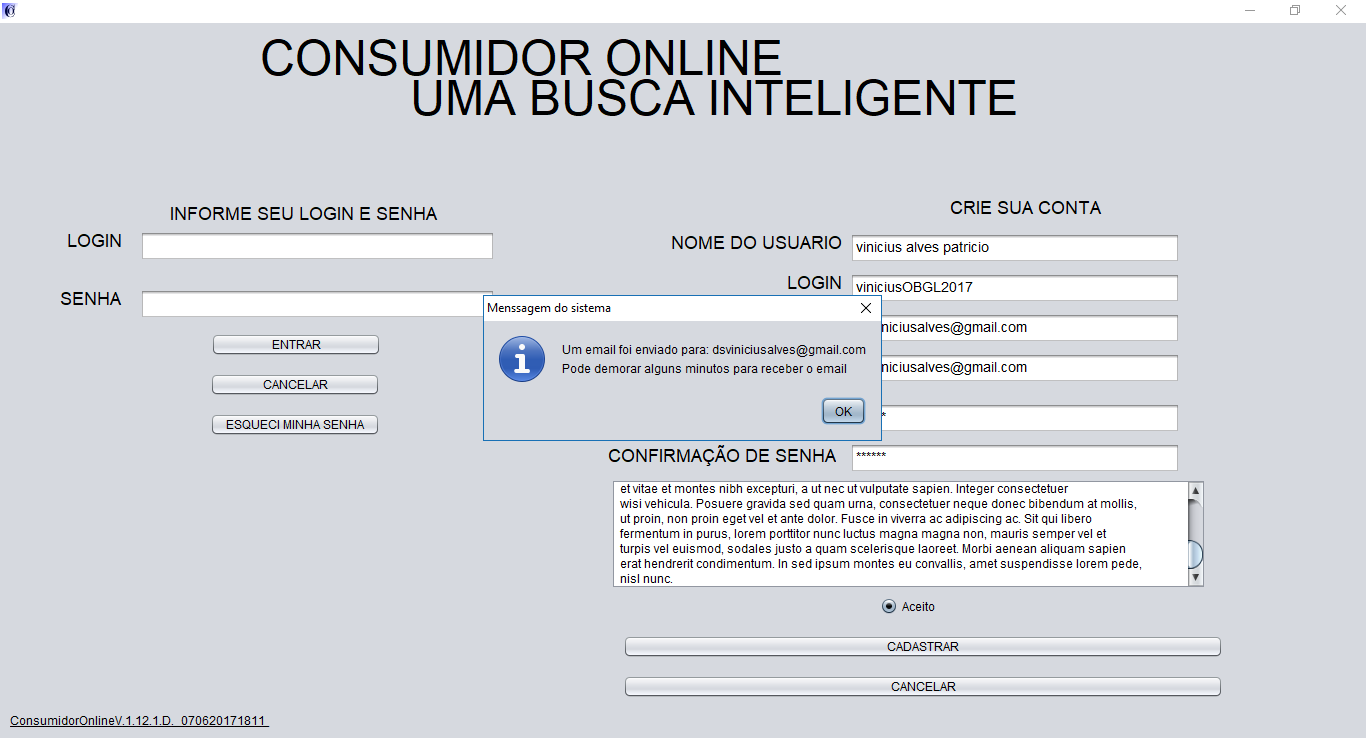 CONSUMIDOR ONLINE
UMA BUSCA INTELIGENTE
INFORME SEU LOGIN E SENHA
LOGIN
SENHA
ENTRAR
CANCELAR
ESQUECI MINHA SENHA
CRIE SUA CONTA
NOME DO USUARIO vinicius alves patricio
LOGIN viniciusOBGL2017
niciusalves@gmail.com
niciusalves@gmail.com
*
CONFIRMAÇÃO DE SENHA ******
Menssagem do sistema
Um email foi enviado para: dsviniciusalves@gmail.com
Pode demorar alguns minutos para receber o email
OK
et vitae et montes nibh excepturi, a ut nec ut vulputate sapien. Integer consectetuer
wisi vehicula. Posuere gravida sed quam urna, consectetuer neque donec bibendum at mollis,
ut proin, non proin eget vel et ante dolor. Fusce in viverra ac adipiscing ac. Sit qui libero
fermentum in purus, lorem porttitor nunc luctus magna magna non, mauris semper vel et
turpis vel euismod, sodales justo a quam scelerisque laoreet. Morbi aenean aliquam sapien
erat hendrerit condimentum. In sed ipsum montes eu convallis, amet suspendisse lorem pede,
nisl nunc.
Aceito
CADASTRAR
CANCELAR
ConsumidorOnlineV.1.12.1.D._070620171811_